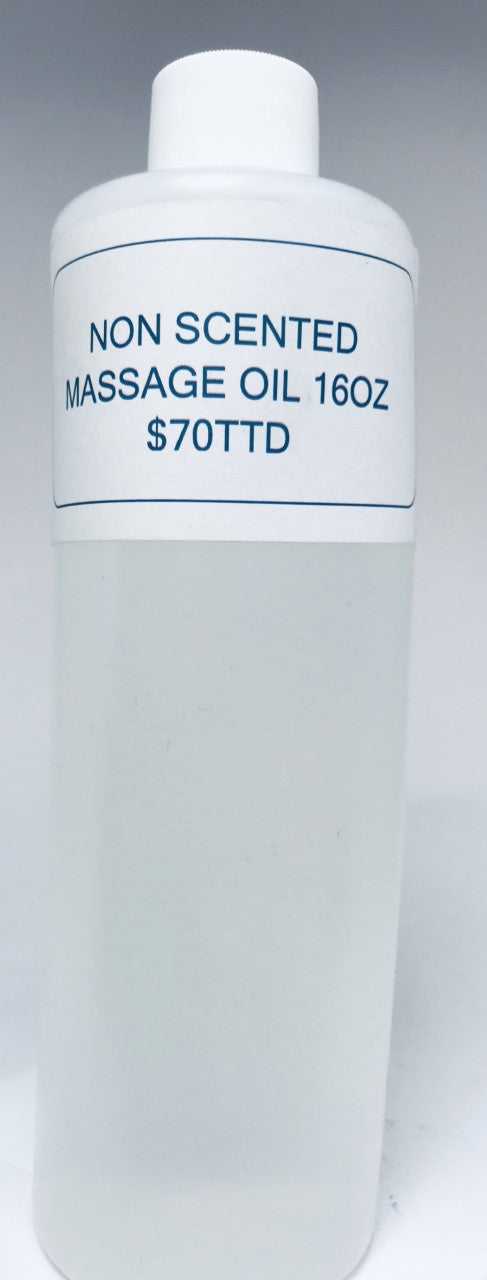 NON SCENTED
MASSAGE OIL 16OZ
$70TTD